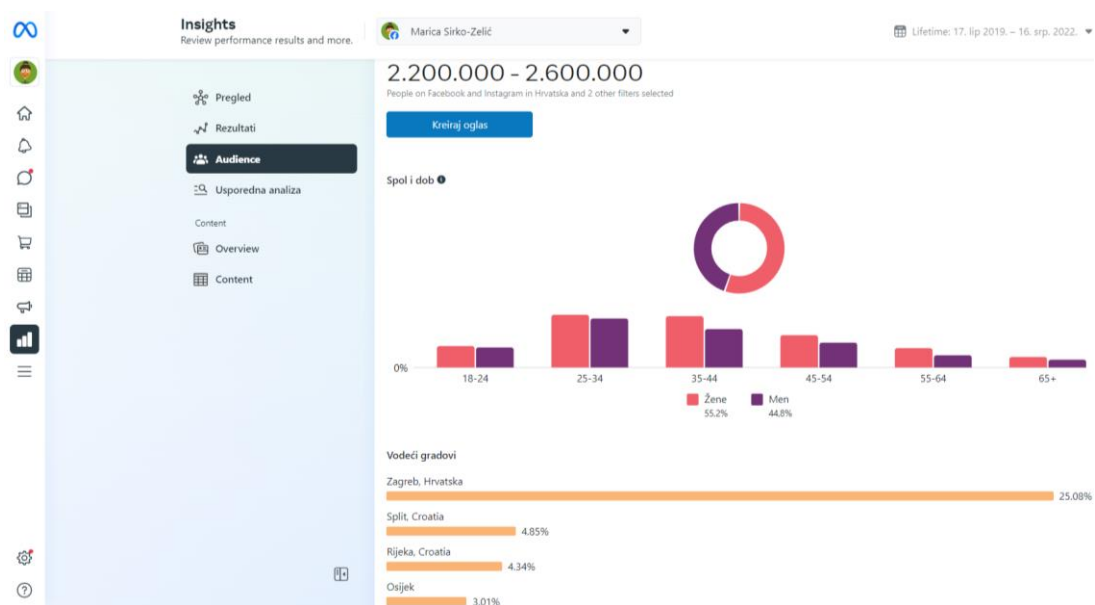 Insights
Review performance results and more.
Marica Sirko-Zelić
Lifetime: 17. lip 2019. – 16. srp. 2022.
Pregled
Rezultati
Audience
Usporedna analiza
Content
Overview
Content
2.200.000 - 2.600.000
People on Facebook and Instagram in Hrvatska and 2 other filters selected
Kreiraj oglas
Spol i dob
0%
18-24 25-34 35-44 45-54 55-64 65+
Žene Men
55.2% 44.8%
Vodeći gradovi
Zagreb, Hrvatska
25.08%
Split, Croatia
4.85%
Rijeka, Croatia
4.34%
Osijek
3.01%